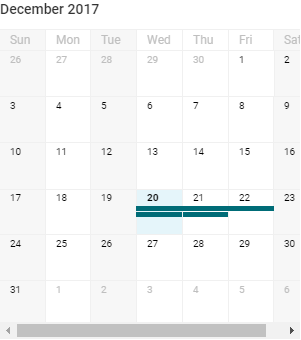 December 2017
Sun Mon Tue Wed Thu Fri Sat
26 27 28 29 30 1 2
3 4 5 6 7 8 9
10 11 12 13 14 15 16
17 18 19 20 21 22 23
24 25 26 27 28 29 30
31 1 2 3 4 5 6